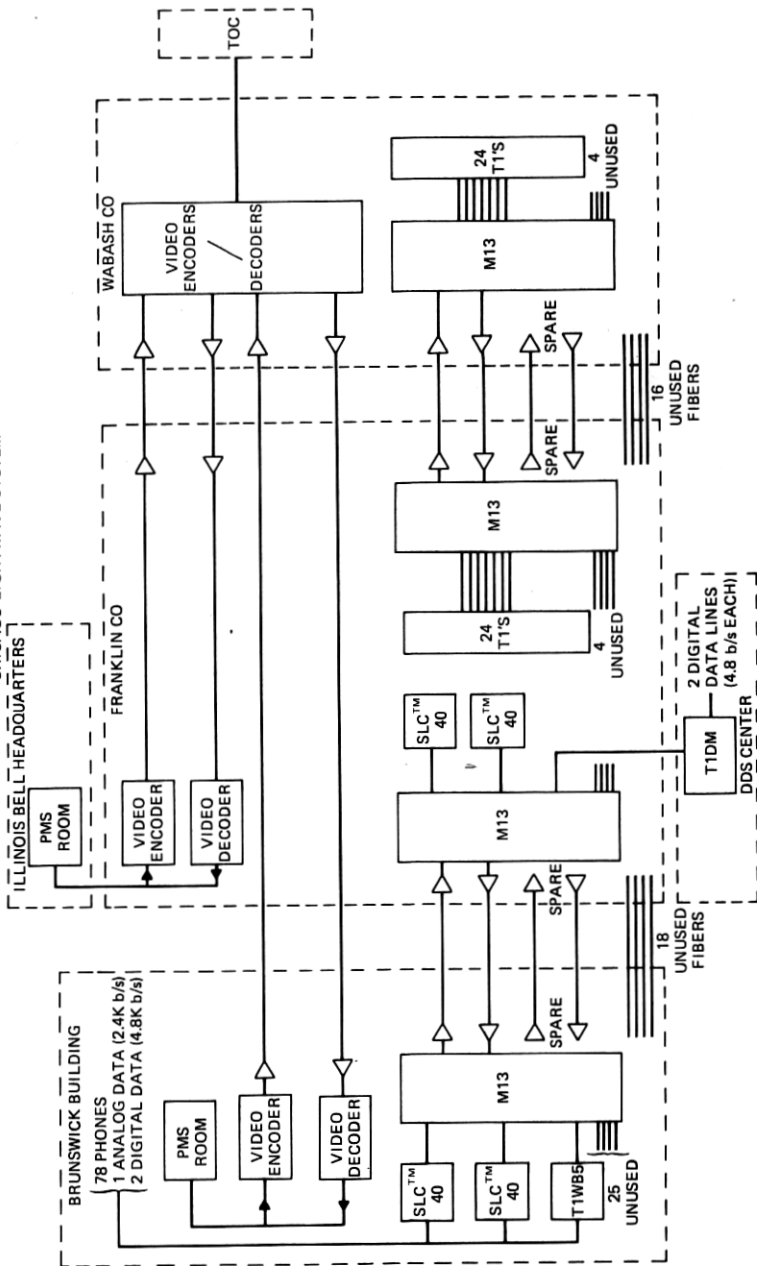 BRUNSWICK BUILDING
78 PHONES
1 ANALOG DATA (2.4K b/s)
2 DIGITAL DATA (4.8K b/s)
PMS
ROOM
VIDEO
ENCODER
VIDEO
DECODER
SLC™
40
SLC™
40
T1WB5
25
UNUSED
M13
SPARE
18
UNUSED
FIBERS
ILLINOIS BELL HEADQUARTERS
PMS
ROOM
FRANKLIN CO
VIDEO
ENCODER
VIDEO
DECODER
SPARE
M13
SLC™
40
SLC™
40
T1DM
2 DIGITAL
DATA LINES
(4.8 b/s EACH)
DDS CENTER
24
T1'S
4
UNUSED
M13
SPARE
16
UNUSED
FIBERS
WABASH CO
VIDEO
ENCODERS
/
DECODERS
SPARE
M13
24
T1'S
4
UNUSED
TOC